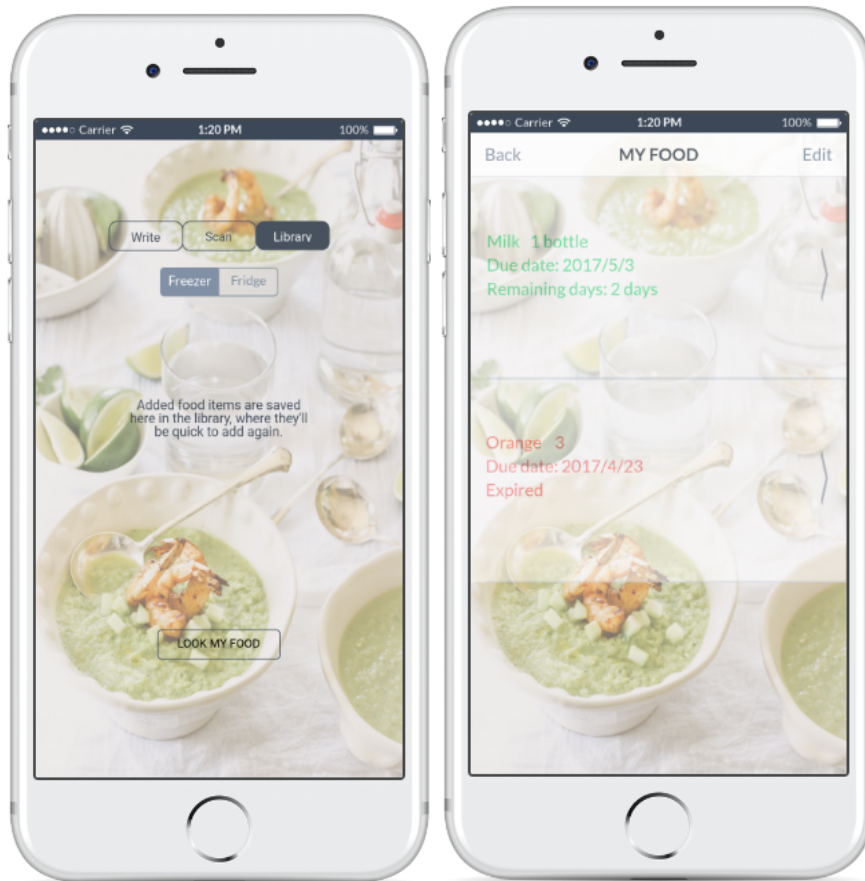 Carrier 1:20 PM 100%
Write Scan Library
Freezer Fridge
Added food items are saved
here in the library, where they'll
be quick to add again.
LOOK MY FOOD
Carrier 1:20 PM 100%
Back MY FOOD Edit
Milk 1 bottle
Due date: 2017/5/3
Remaining days: 2 days
Orange 3
Due date: 2017/4/23
Expired